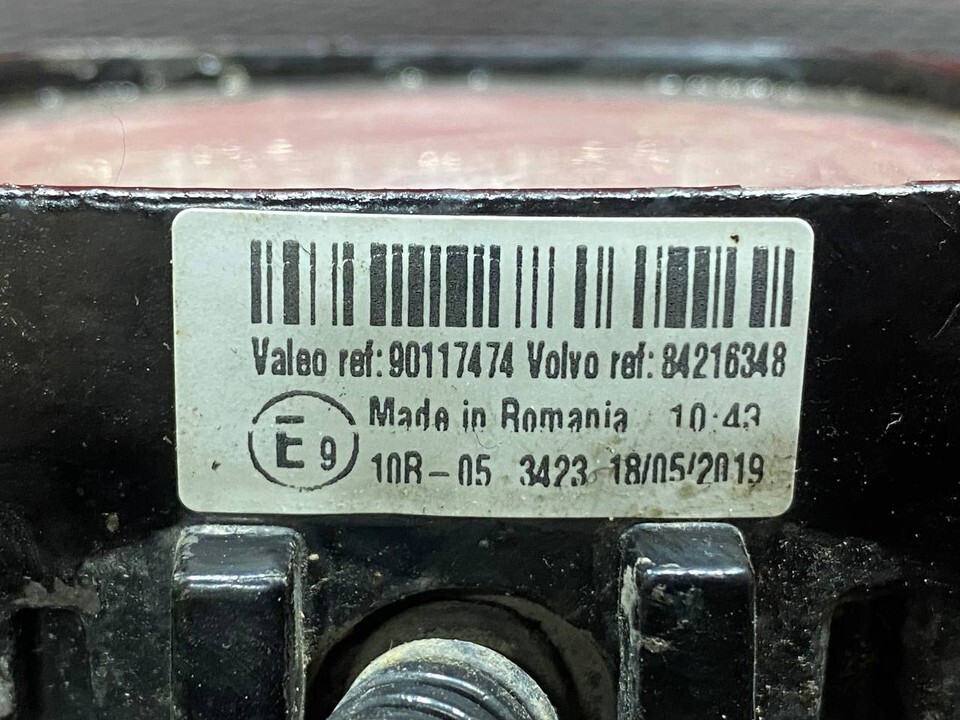 Valeo ref: 90117474 Volvo ref: 84216348
E 9
Made in Romania 10:43
10R-05 3423 18/05/2019